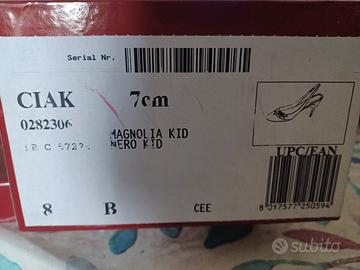 Serial Nr.
CIAK 7cm
0282306
MAGNOLIA KID
NERO KID
UPC/EAN
8 B CEE
8 017577 250594
subito